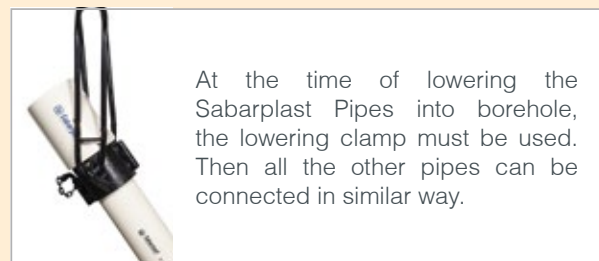 At the time of lowering the
Sabarplast Pipes into borehole,
the lowering clamp must be used.
Then all the other pipes can be
connected in similar way.